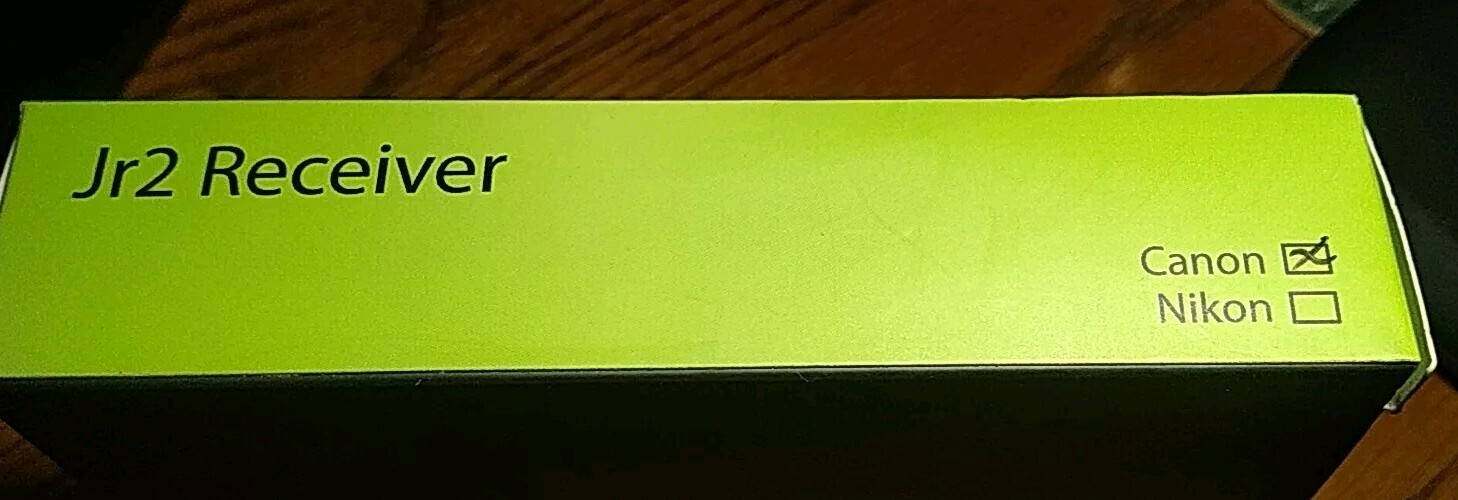 Jr2 Receiver
Canon
Nikon